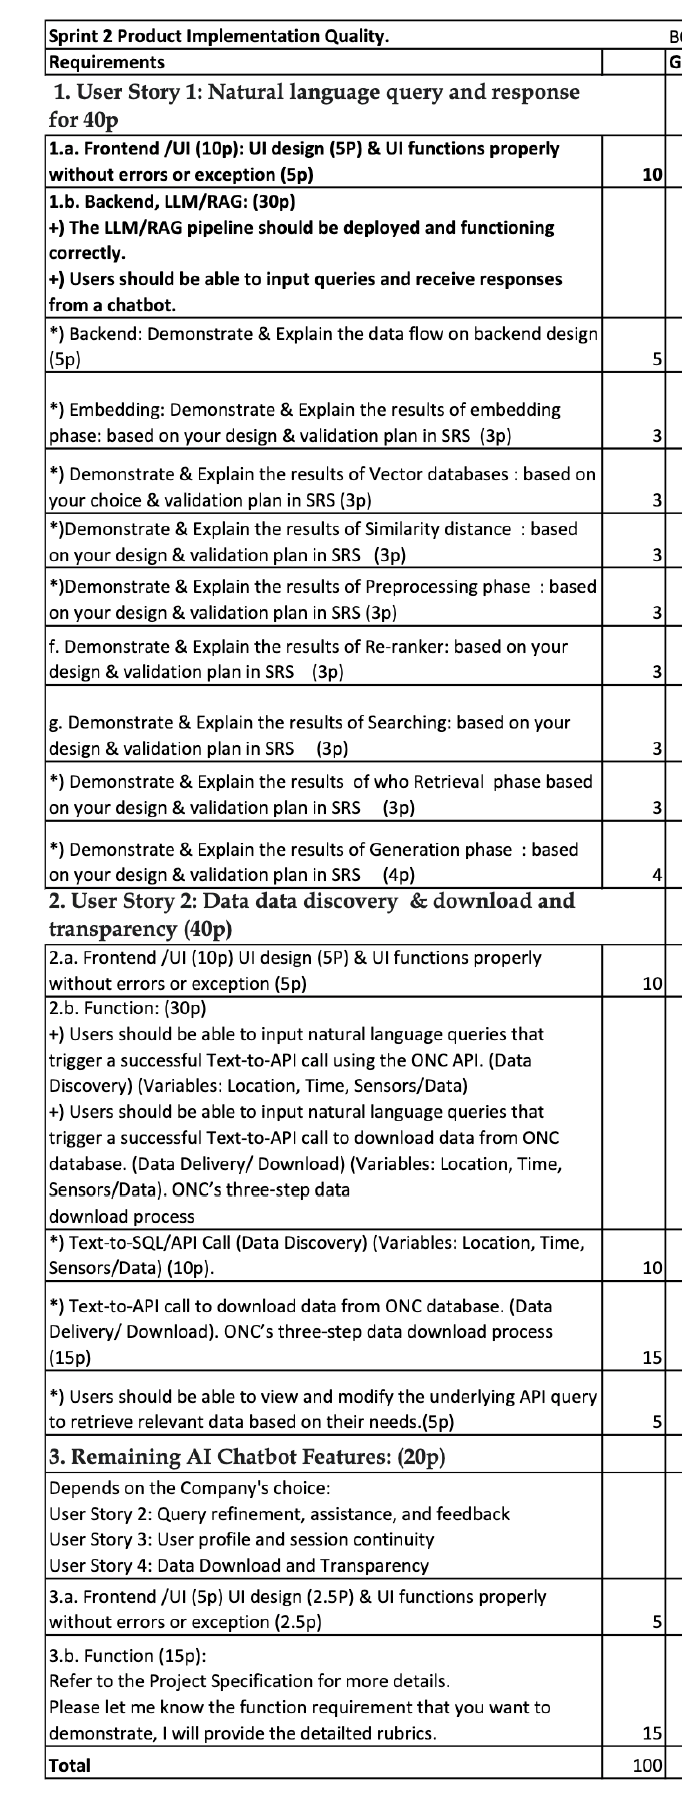 Sprint 2 Product Implementation Quality.
Requirements
1. User Story 1: Natural language query and response
for 40p
1.a. Frontend /UI (10p): UI design (5P) & UI functions properly
without errors or exception (5p) 10
1.b. Backend, LLM/RAG: (30p)
+) The LLM/RAG pipeline should be deployed and functioning
correctly.
+) Users should be able to input queries and receive responses
from a chatbot.
*) Backend: Demonstrate & Explain the data flow on backend design
(5p) 5
*) Embedding: Demonstrate & Explain the results of embedding
phase: based on your design & validation plan in SRS (3p) 3
*) Demonstrate & Explain the results of Vector databases : based on
your choice & validation plan in SRS (3p) 3
*)Demonstrate & Explain the results of Similarity distance : based
on your design & validation plan in SRS (3p) 3
*)Demonstrate & Explain the results of Preprocessing phase : based
on your design & validation plan in SRS (3p) 3
f. Demonstrate & Explain the results of Re-ranker: based on your
design & validation plan in SRS (3p) 3
g. Demonstrate & Explain the results of Searching: based on your
design & validation plan in SRS (3p) 3
*) Demonstrate & Explain the results of who Retrieval phase based
on your design & validation plan in SRS (3p) 3
*) Demonstrate & Explain the results of Generation phase : based
on your design & validation plan in SRS (4p) 4
2. User Story 2: Data data discovery & download and
transparency (40p)
2.a. Frontend /UI (10p) UI design (5P) & UI functions properly
without errors or exception (5p) 10
2.b. Function: (30p)
+) Users should be able to input natural language queries that
trigger a successful Text-to-API call using the ONC API. (Data
Discovery) (Variables: Location, Time, Sensors/Data)
+) Users should be able to input natural language queries that
trigger a successful Text-to-API call to download data from ONC
database. (Data Delivery/ Download) (Variables: Location, Time,
Sensors/Data). ONC's three-step data
download process
*) Text-to-SQL/API Call (Data Discovery) (Variables: Location, Time,
Sensors/Data) (10p). 10
*) Text-to-API call to download data from ONC database. (Data
Delivery/ Download). ONC's three-step data download process
(15p) 15
*) Users should be able to view and modify the underlying API query
to retrieve relevant data based on their needs.(5p) 5
3. Remaining AI Chatbot Features: (20p)
Depends on the Company's choice:
User Story 2: Query refinement, assistance, and feedback
User Story 3: User profile and session continuity
User Story 4: Data Download and Transparency
3.a. Frontend /UI (5p) UI design (2.5P) & UI functions properly
without errors or exception (2.5p) 5
3.b. Function (15p):
Refer to the Project Specification for more details.
Please let me know the function requirement that you want to
demonstrate, I will provide the detailted rubrics. 15
Total 100